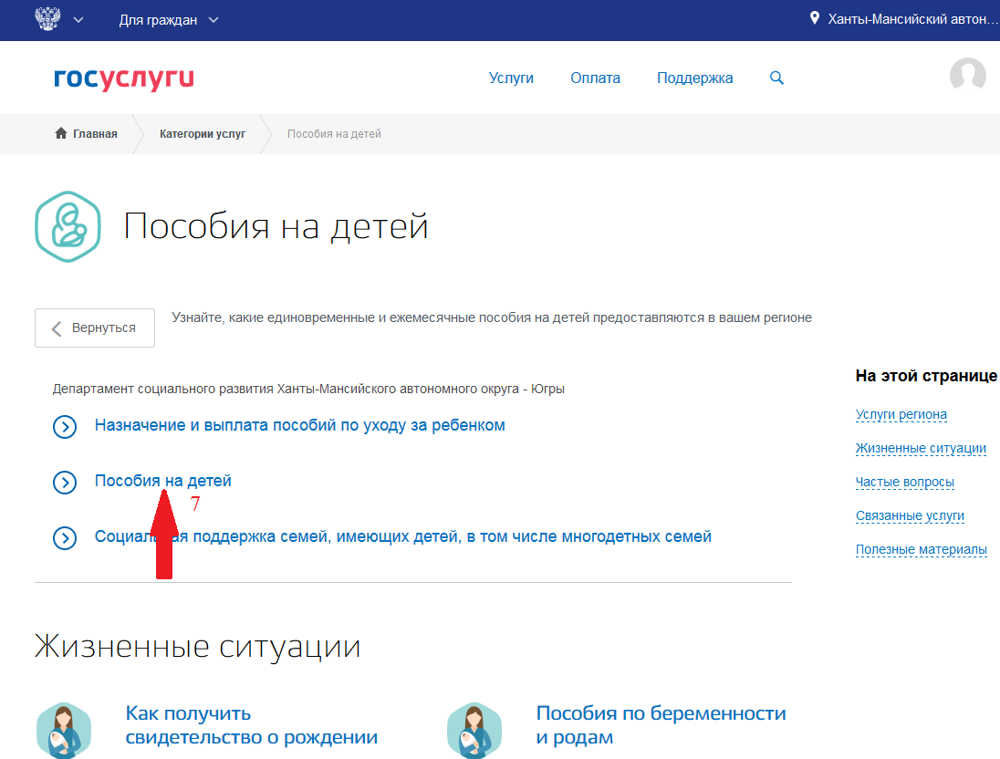 Для граждан
Ханты-Мансийский автон...
госуслуги
Услуги
Оплата
Поддержка
Главная
Категории услуг
Пособия на детей
Пособия на детей
Вернуться
Узнайте, какие единовременные и ежемесячные пособия на детей предоставляются в вашем регионе
Департамент социального развития Ханты-Мансийского автономного округа - Югры
Назначение и выплата пособий по уходу за ребенком
Пособия на детей
7
Социальная поддержка семей, имеющих детей, в том числе многодетных семей
На этой странице
Услуги региона
Жизненные ситуации
Частые вопросы
Связанные услуги
Полезные материалы
Жизненные ситуации
Как получить
свидетельство о рождении
Пособия по беременности
и родам